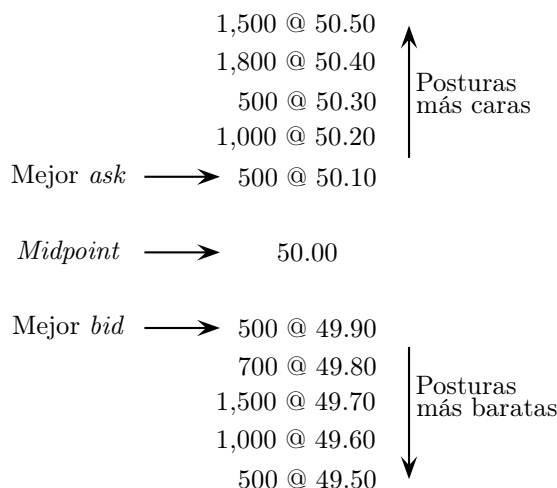 1,500 @ 50.50
1,800 @ 50.40
500 @ 50.30
1,000 @ 50.20
Posturas
más caras
Mejor ask 500 @ 50.10
Midpoint 50.00
Mejor bid 500 @ 49.90
700 @ 49.80
1,500 @ 49.70
1,000 @ 49.60
500 @ 49.50
Posturas
más baratas